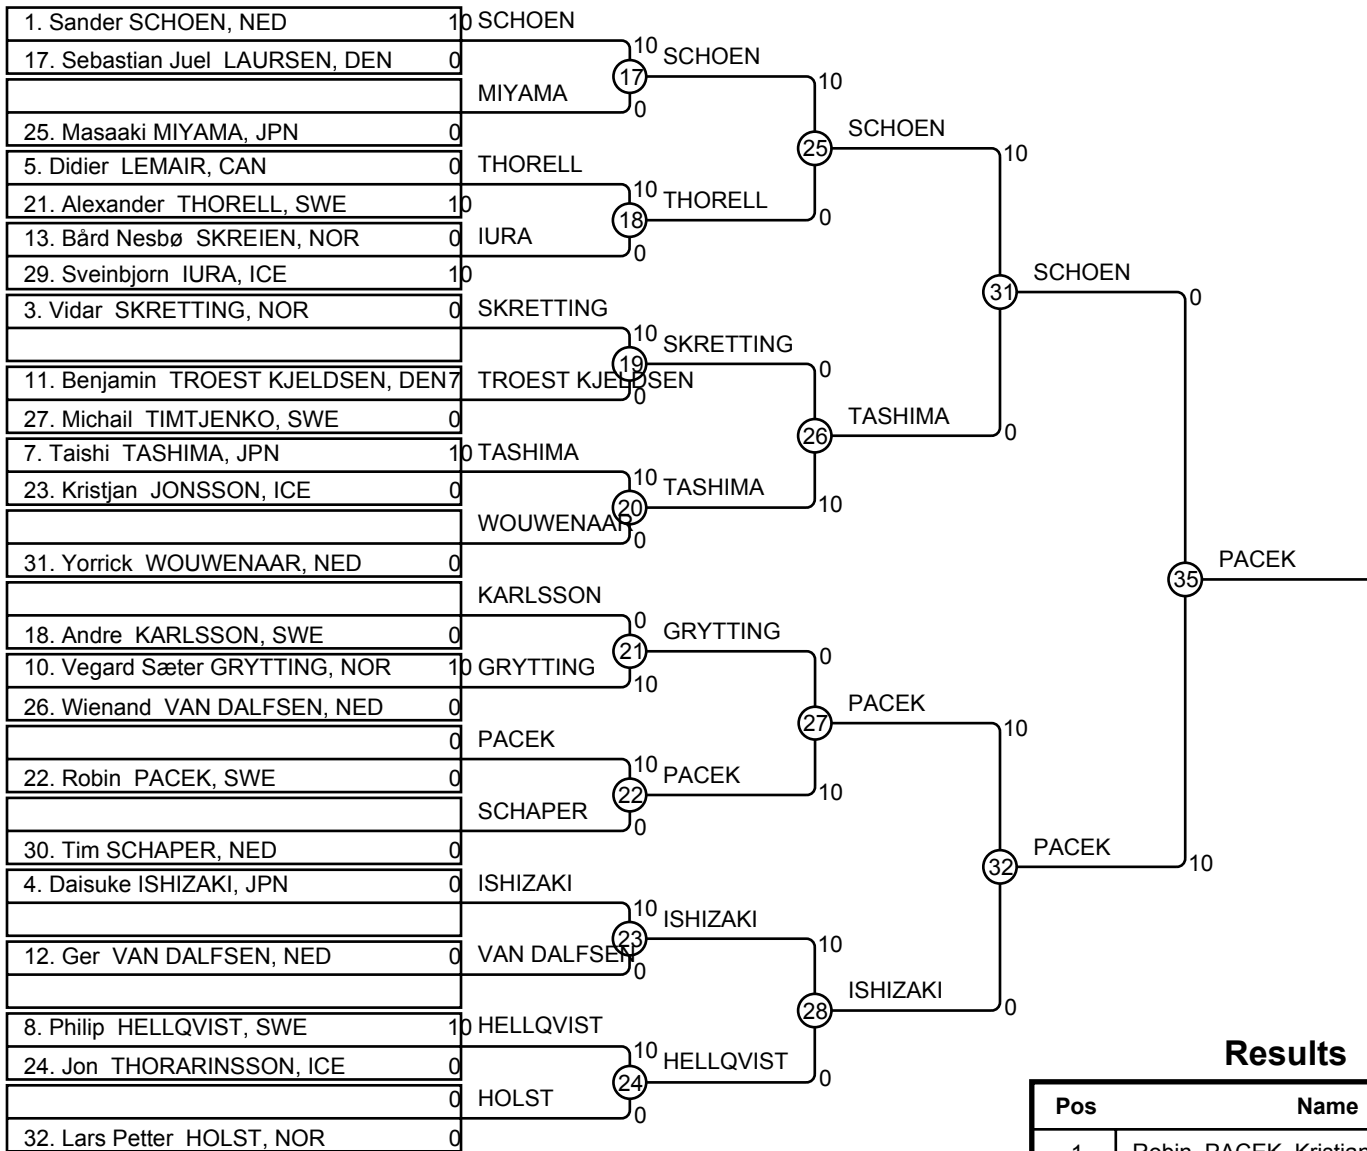 1. Sander SCHOEN, NED 10
17. Sebastian Juel LAURSEN, DEN 0
25. Masaaki MIYAMA, JPN 0
5. Didier LEMAIR, CAN 0
21. Alexander THORELL, SWE 10
13. Bård Nesbø SKREIEN, NOR 0
29. Sveinbjorn IURA, ICE 10
3. Vidar SKRETTING, NOR 0
11. Benjamin TROEST KJELDSEN, DEN 7
27. Michail TIMTJENKO, SWE 0
7. Taishi TASHIMA, JPN 10
23. Kristjan JONSSON, ICE 0
31. Yorrick WOUWENAAR, NED 0
18. Andre KARLSSON, SWE 0
10. Vegard Sæter GRYTTING, NOR 10
26. Wienand VAN DALFSEN, NED 0
0
22. Robin PACEK, SWE 0
30. Tim SCHAPER, NED 0
4. Daisuke ISHIZAKI, JPN 0
12. Ger VAN DALFSEN, NED 0
8. Philip HELLQVIST, SWE 10
24. Jon THORARINSSON, ICE 0
0
32. Lars Petter HOLST, NOR 0
SCHOEN 10
17
MIYAMA 0
THORELL 10
18
IURA 0
SKRETTING 10
19
TROEST KJELDSEN 0
TASHIMA 10
20
WOUWENAAR 0
KARLSSON 0
21
GRYTTING 10
PACEK 10
22
SCHAPER 0
ISHIZAKI 10
23
VAN DALFSEN 0
HELLQVIST 10
24
HOLST 0
SCHOEN 10
25
THORELL 0
SKRETTING 0
26
TASHIMA 10
GRYTTING 0
27
PACEK 10
ISHIZAKI 10
28
HELLQVIST 0
SCHOEN 10
31
TASHIMA 0
PACEK 10
32
ISHIZAKI 0
SCHOEN 0
35
PACEK 10
PACEK
Results
Pos Name
1 Robin PACEK, Kristian